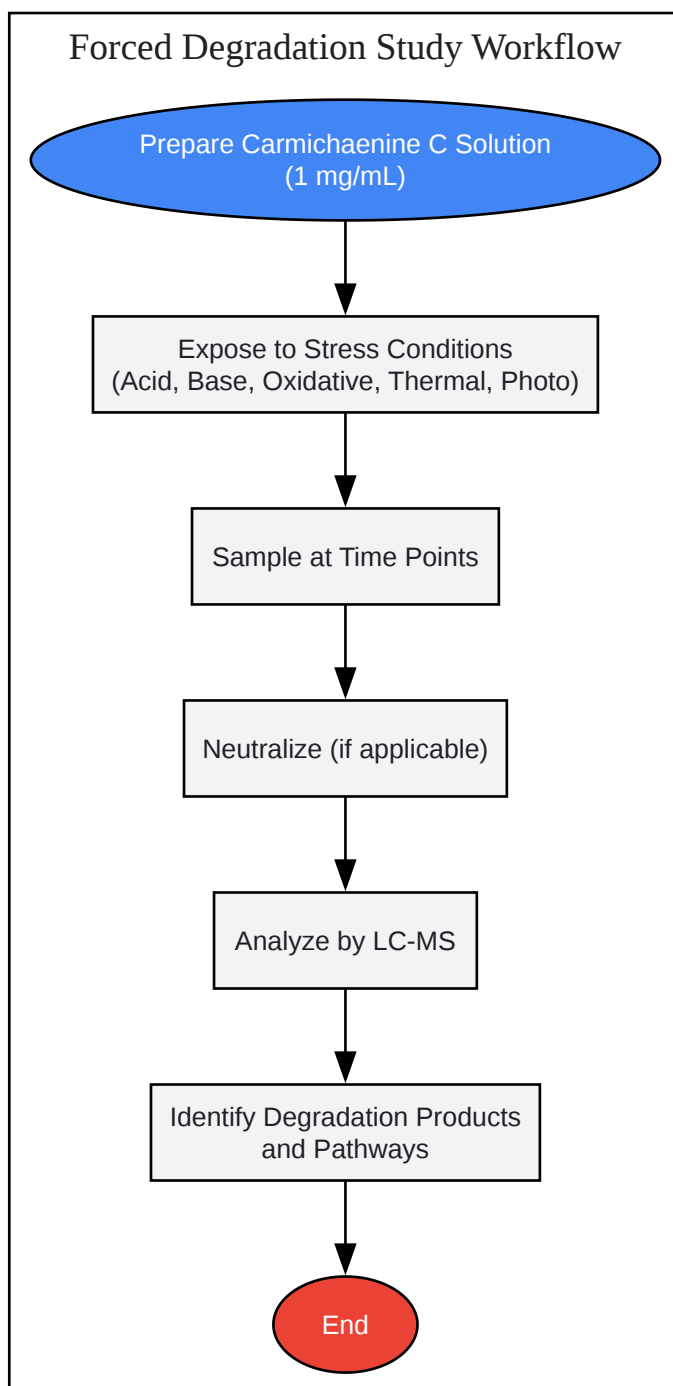 Forced Degradation Study Workflow
Prepare Carmichaenine C Solution
(1 mg/mL)
Expose to Stress Conditions
(Acid, Base, Oxidative, Thermal, Photo)
Sample at Time Points
Neutralize (if applicable)
Analyze by LC-MS
Identify Degradation Products
and Pathways
End